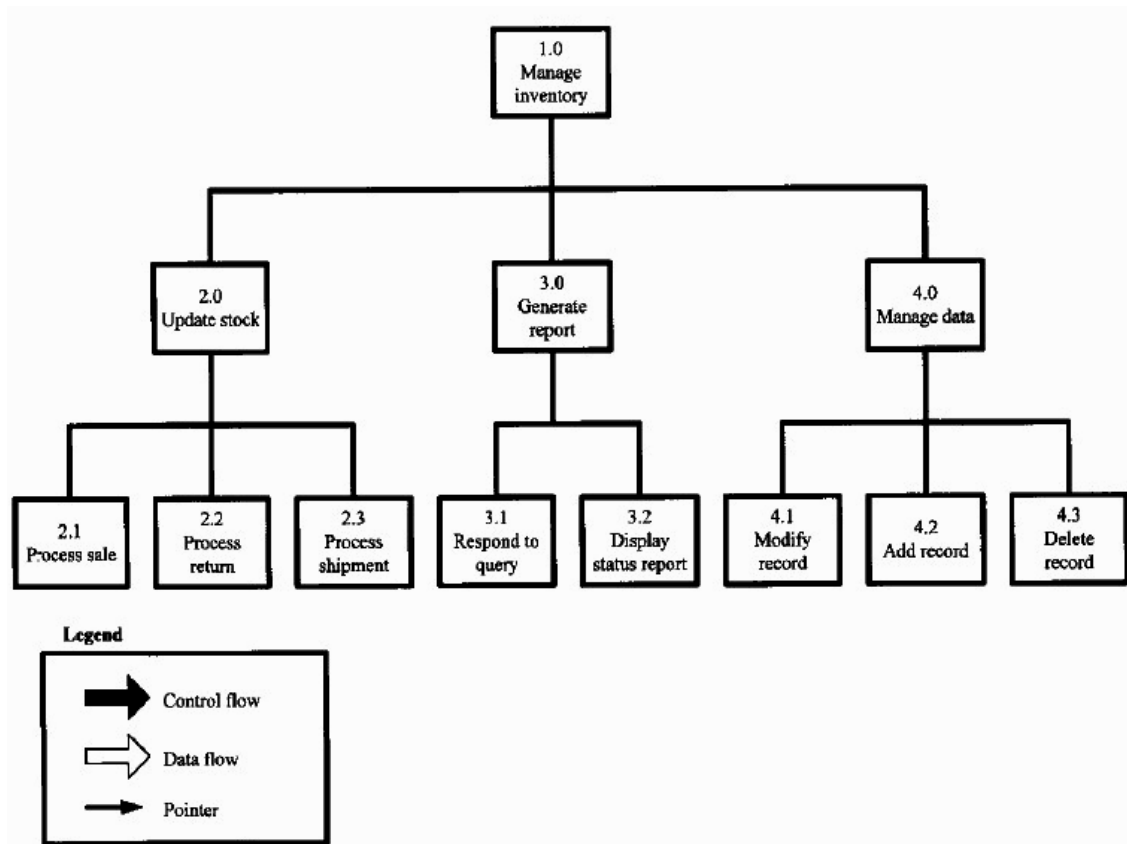 1.0
Manage
inventory
2.0
Update stock
3.0
Generate
report
4.0
Manage data
2.1
Process sale
2.2
Process
return
2.3
Process
shipment
3.1
Respond to
query
3.2
Display
status report
4.1
Modify
record
4.2
Add record
4.3
Delete
record
Legend
Control flow
Data flow
Pointer